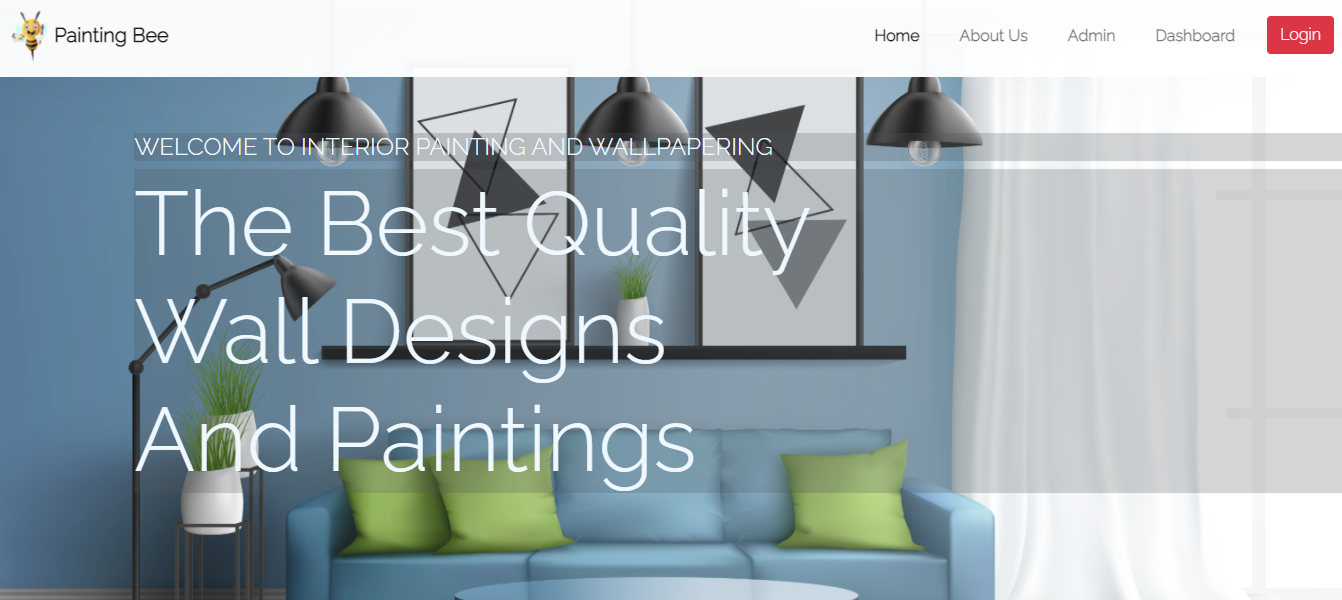 Painting Bee
Home About Us Admin Dashboard Login
WELCOME TO INTERIOR PAINTING AND WALLPAPERING
The Best Quality
Wall Designs
And Paintings